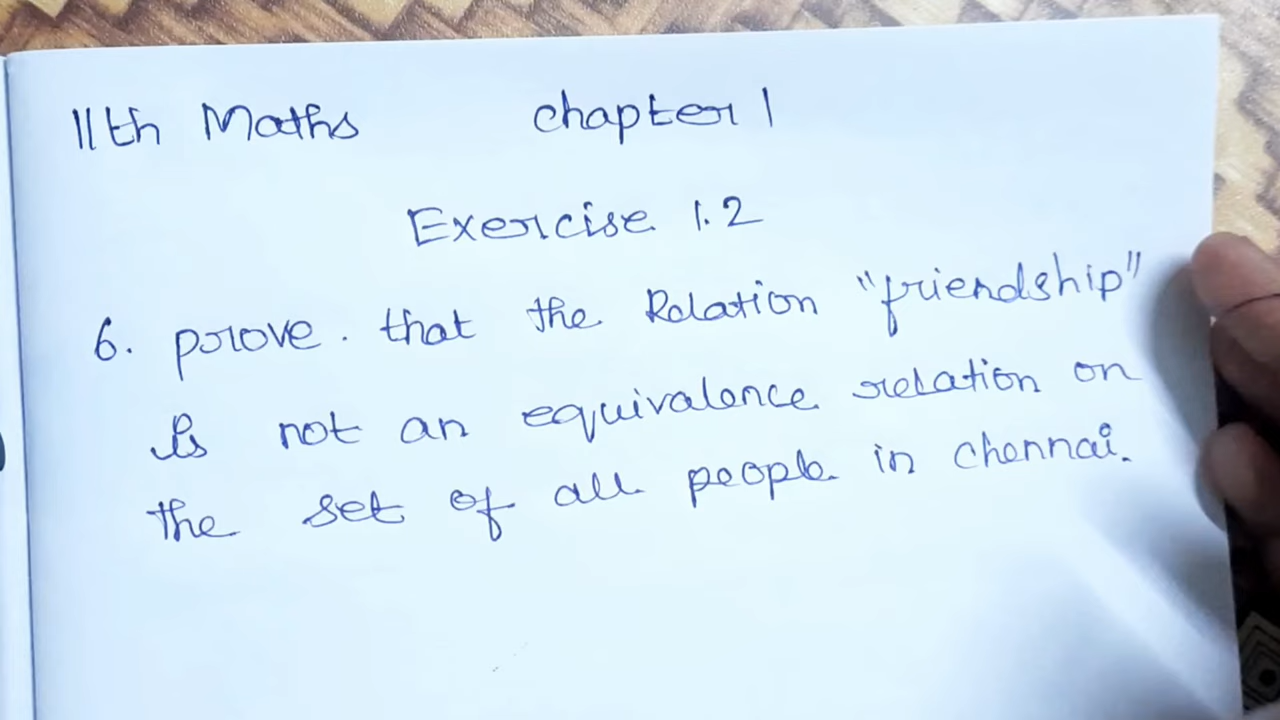 11th Maths chapter 1
Exercise 1.2
6. prove. that the Relation "friendship"
is not an equivalence relation on
the set of all people in chennai.